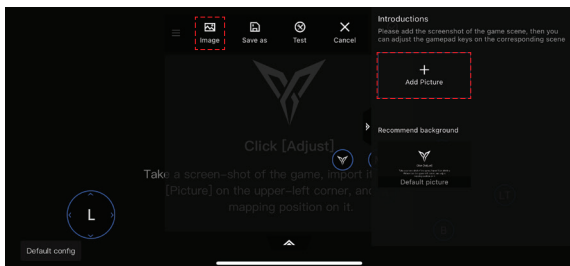 Image
Save as
Test
Cancel
Introductions
Please add the screenshot of the game scene, then you
can adjust the gamepad keys on the corresponding scene
Add Picture
Click [Adjust]
Take a screen-shot of the game, import
[Picture] on the upper-left corner, and
mapping position on it.
Recommend background
Default picture
L
Default config